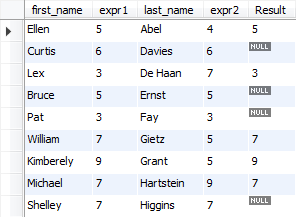 first_name expr1 last_name expr2 Result
Ellen 5 Abel 4 5
Curtis 6 Davies 6 NULL
Lex 3 De Haan 7 3
Bruce 5 Ernst 5 NULL
Pat 3 Fay 3 NULL
William 7 Gietz 5 7
Kimberely 9 Grant 5 9
Michael 7 Hartstein 9 7
Shelley 7 Higgins 7 NULL